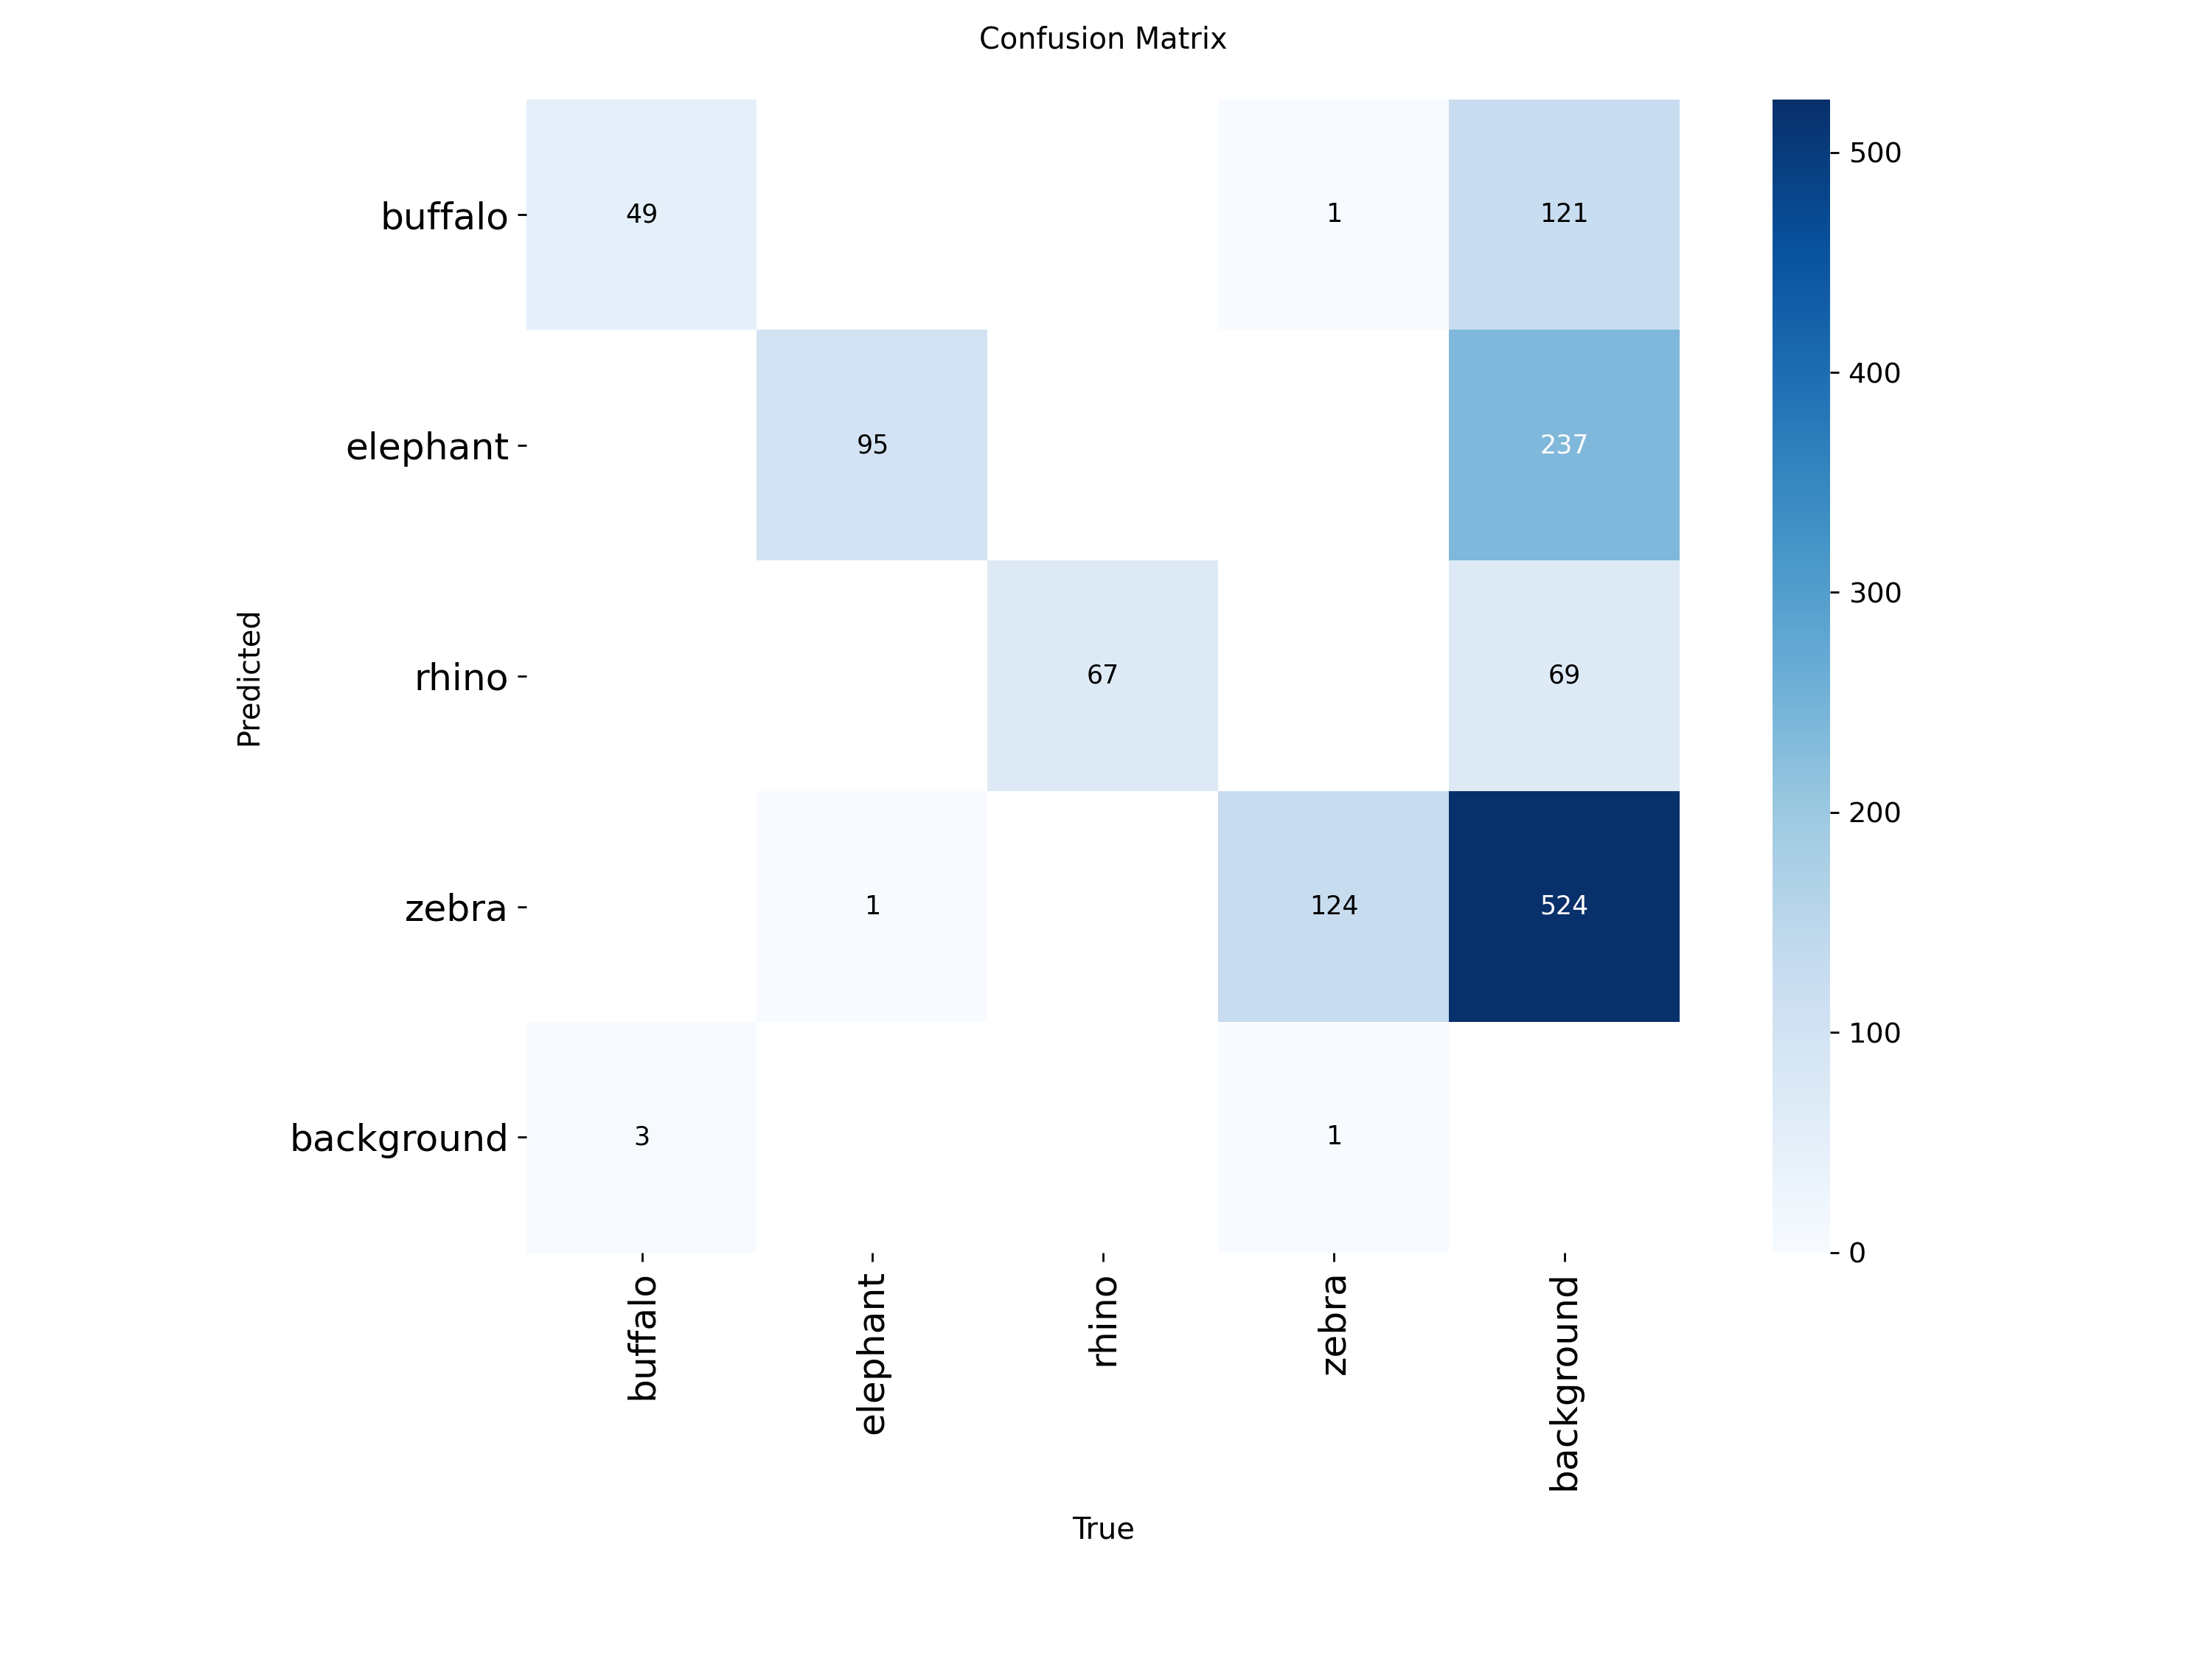 Confusion Matrix
buffalo 49 1 121
elephant 95 237
rhino 67 69
zebra 1 124 524
background 3 1
Predicted
buffalo elephant rhino zebra background
True
500
400
300
200
100
0